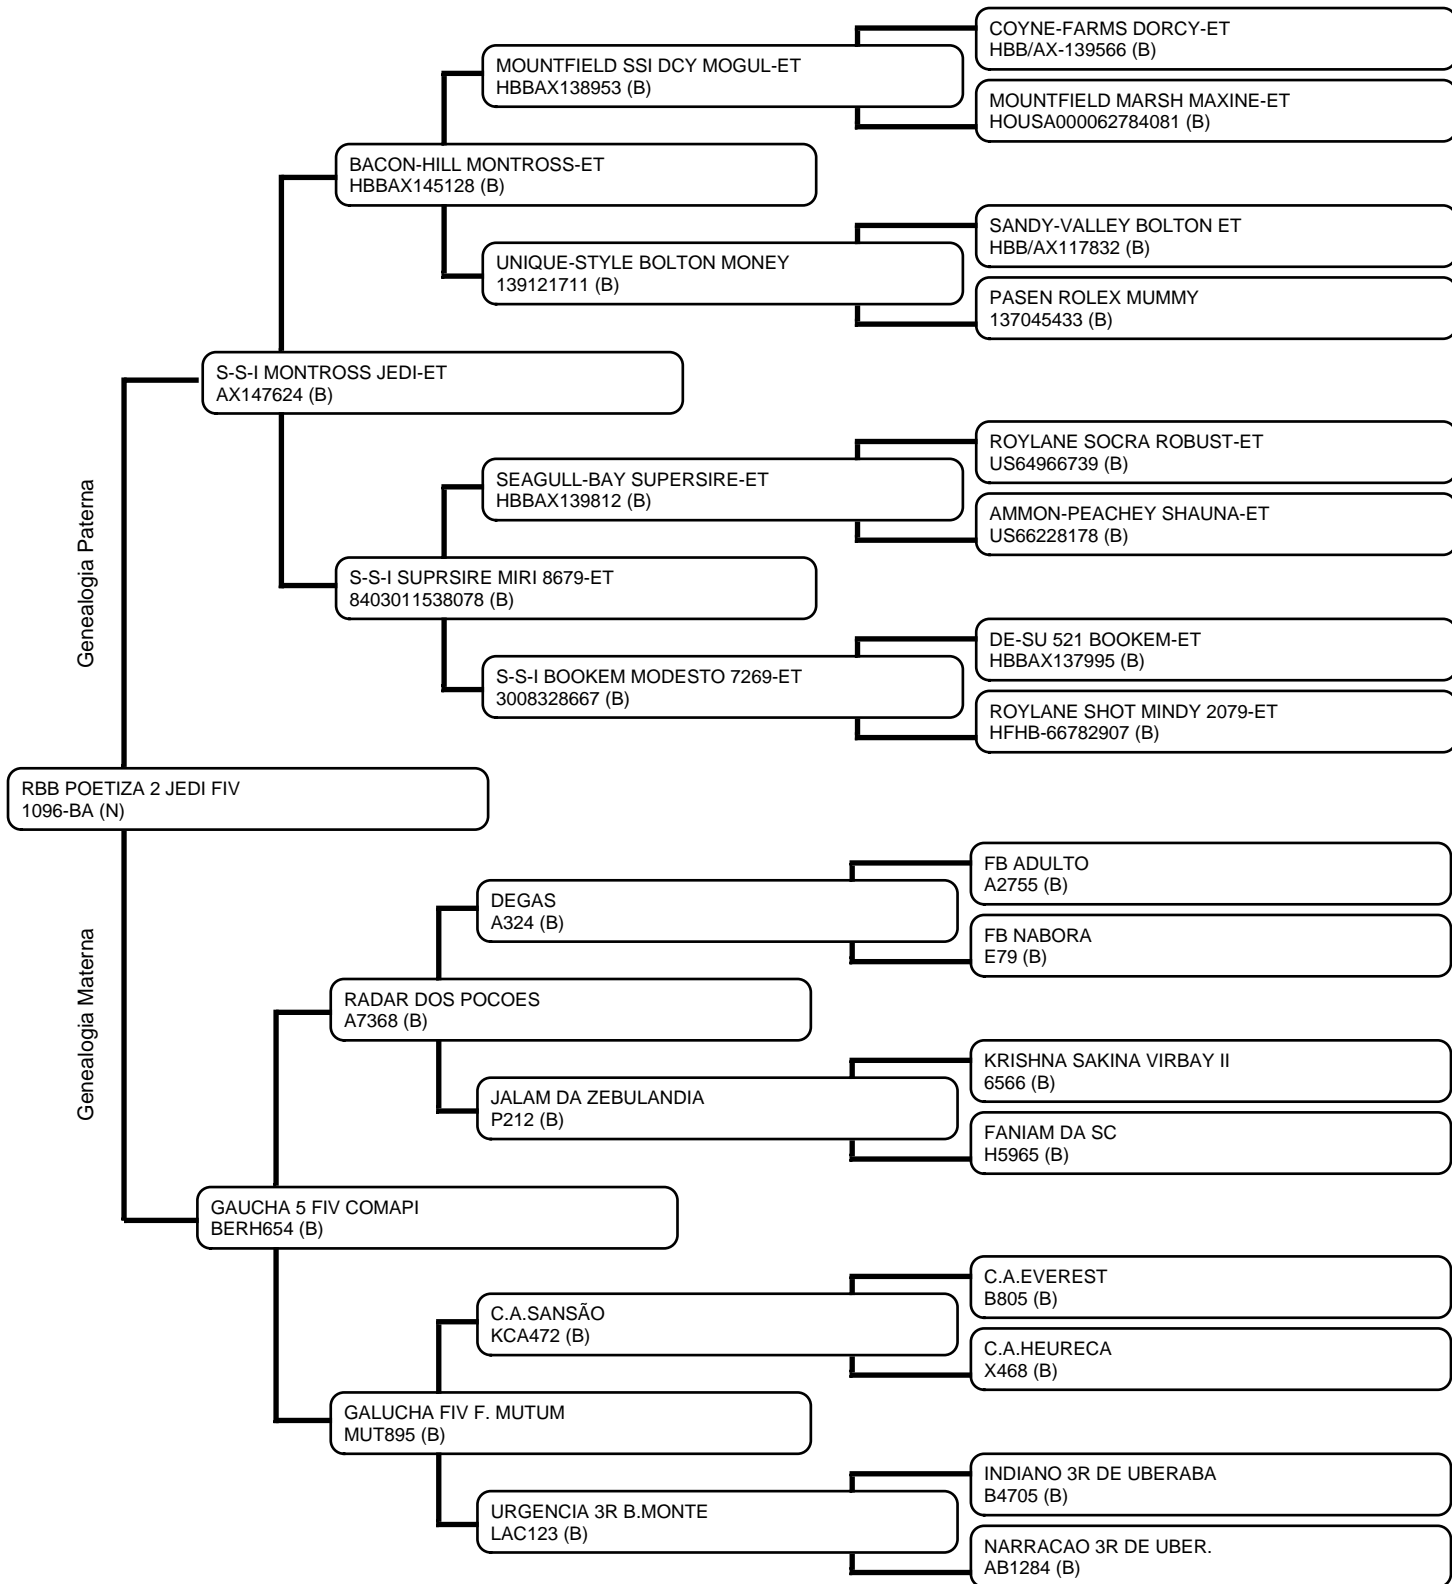 COYNE-FARMS DORCY-ET
HBB/AX-139566 (B)
MOUNTFIELD SSI DCY MOGUL-ET
HBBAX138953 (B)
MOUNTFIELD MARSH MAXINE-ET
HOUSA000062784081 (B)
BACON-HILL MONTROSS-ET
HBBAX145128 (B)
SANDY-VALLEY BOLTON ET
HBB/AX117832 (B)
UNIQUE-STYLE BOLTON MONEY
139121711 (B)
PASEN ROLEX MUMMY
137045433 (B)
S-S-I MONTROSS JEDI-ET
AX147624 (B)
ROYLANE SOCRA ROBUST-ET
US64966739 (B)
SEAGULL-BAY SUPERSIRE-ET
HBBAX139812 (B)
AMMON-PEACHEY SHAUNA-ET
US66228178 (B)
Genealogia Paterna
S-S-I SUPRSIRE MIRI 8679-ET
8403011538078 (B)
DE-SU 521 BOOKEM-ET
HBBAX137995 (B)
S-S-I BOOKEM MODESTO 7269-ET
3008328667 (B)
ROYLANE SHOT MINDY 2079-ET
HFHB-66782907 (B)
RBB POETIZA 2 JEDI FIV
1096-BA (N)
FB ADULTO
A2755 (B)
DEGAS
A324 (B)
FB NABORA
E79 (B)
Genealogia Materna
RADAR DOS POCOES
A7368 (B)
KRISHNA SAKINA VIRBAY II
6566 (B)
JALAM DA ZEBULANDIA
P212 (B)
FANIAM DA SC
H5965 (B)
GAUCHA 5 FIV COMAPI
BERH654 (B)
C.A.EVEREST
B805 (B)
C.A.SANSÃO
KCA472 (B)
C.A.HEURECA
X468 (B)
GALUCHA FIV F. MUTUM
MUT895 (B)
INDIANO 3R DE UBERABA
B4705 (B)
URGENCIA 3R B.MONTE
LAC123 (B)
NARRACAO 3R DE UBER.
AB1284 (B)